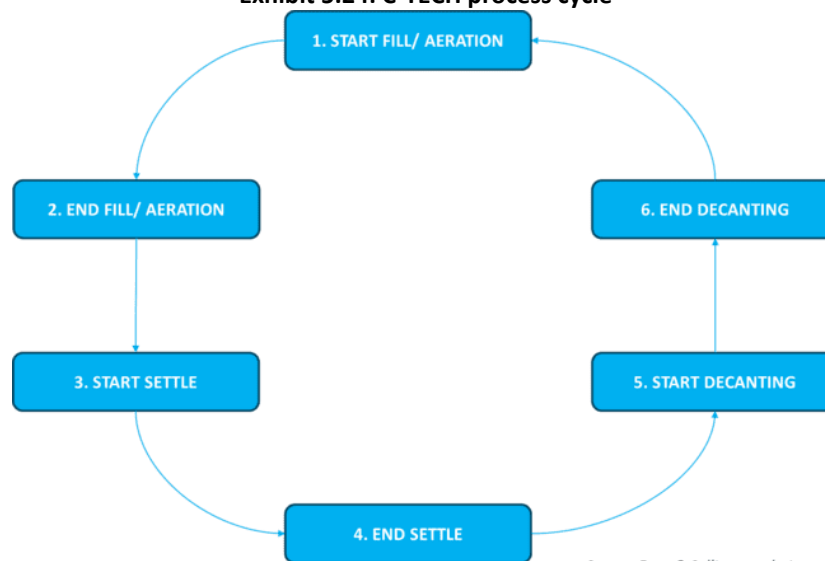 1. START FILL/ AERATION
2. END FILL/ AERATION
6. END DECANTING
3. START SETTLE
5. START DECANTING
4. END SETTLE